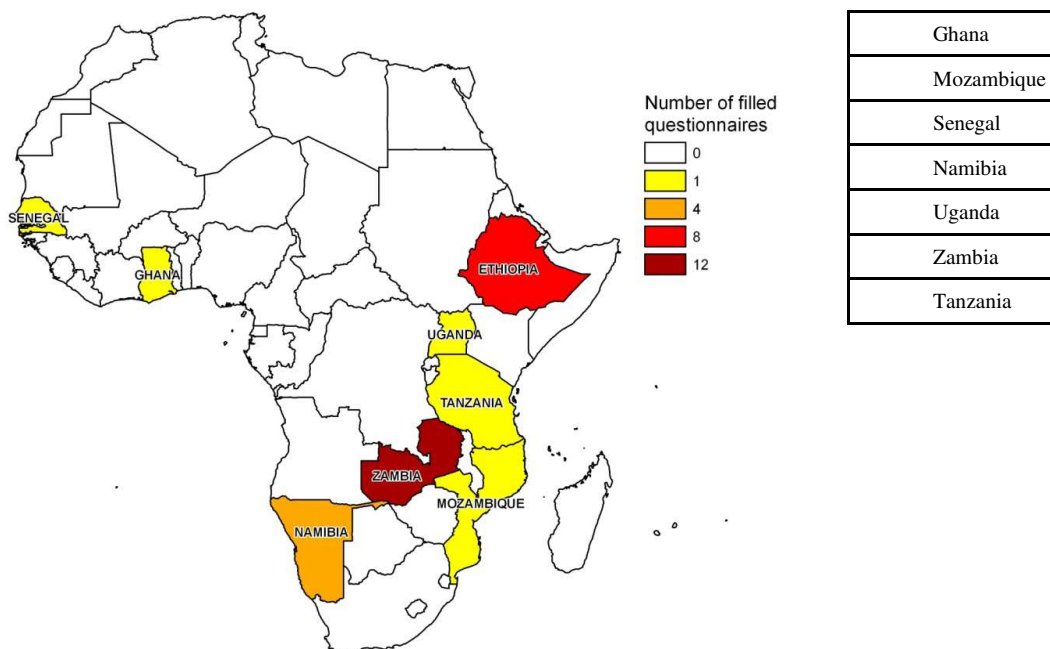 Number of filled
questionnaires
0
1
4
8
12
SENEGAL
GHANA
ETHIOPIA
UGANDA
TANZANIA
ZAMBIA
MOZAMBIQUE
NAMIBIA
Ghana
Mozambique
Senegal
Namibia
Uganda
Zambia
Tanzania